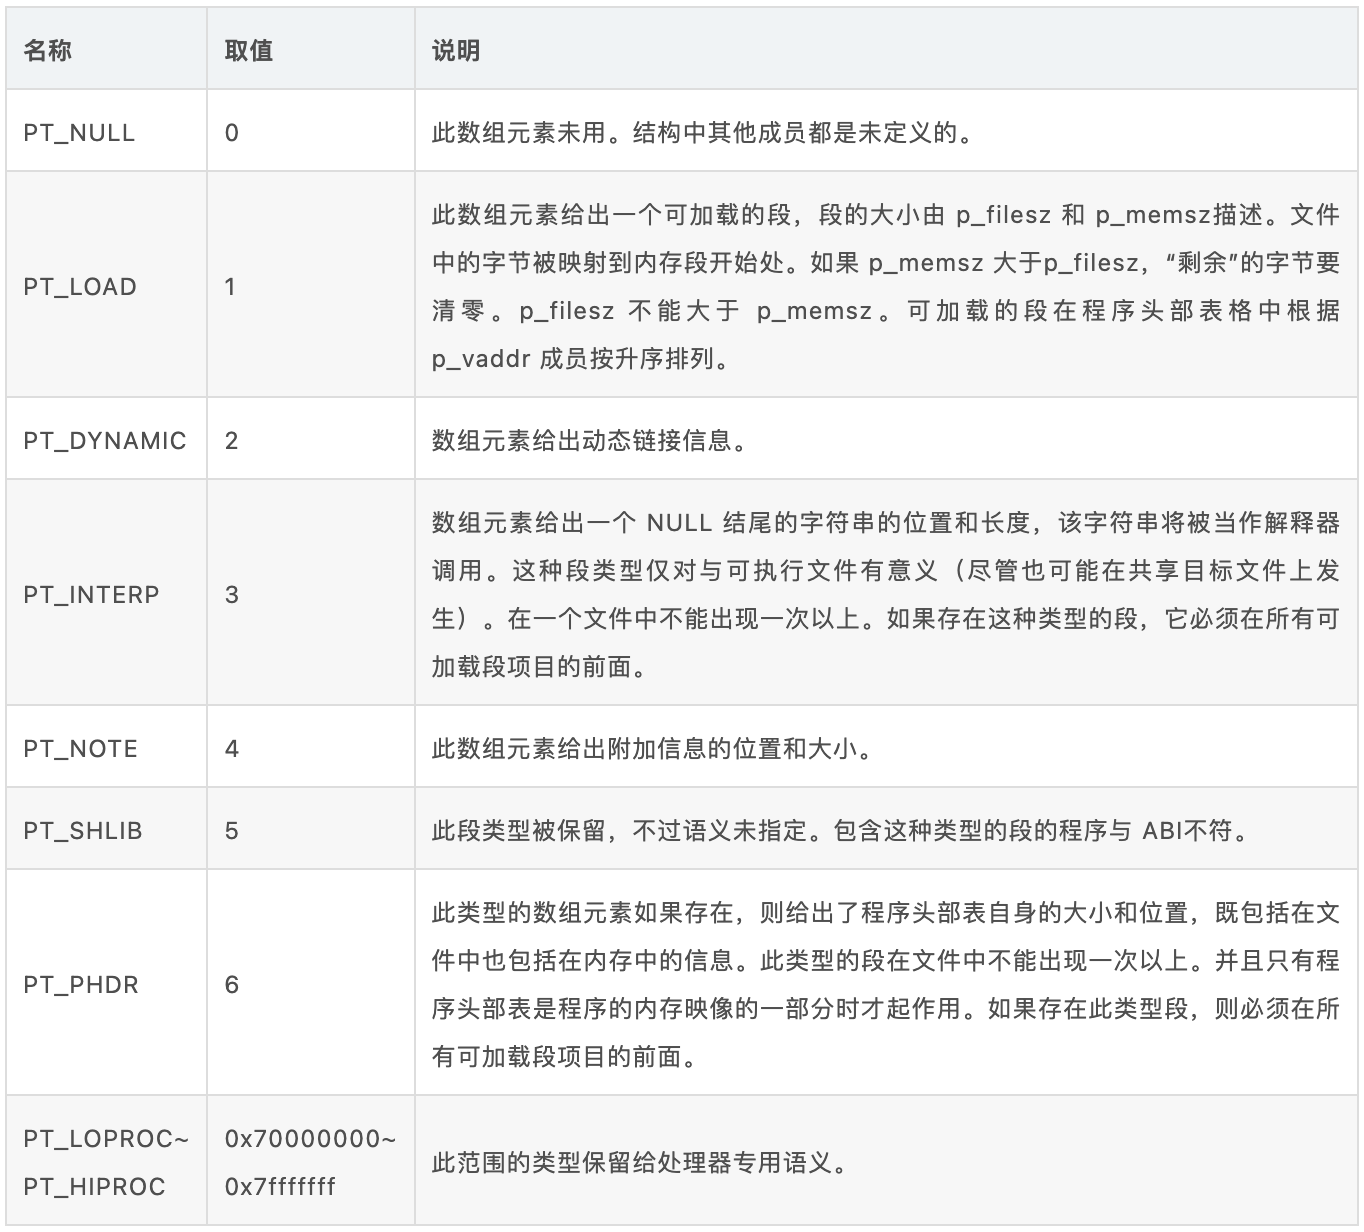 名称 取值 说明
PT_NULL 0 此数组元素未用。结构中其他成员都是未定义的。
此数组元素给出一个可加载的段，段的大小由 p_filesz 和 p_memsz描述。文件
中的字节被映射到内存段开始处。如果 p_memsz 大于p_filesz，“剩余”的字节要
PT_LOAD 1
清零。p_filesz 不能大于 p_memsz。可加载的段在程序头部表格中根据
p_vaddr 成员按升序排列。
PT_DYNAMIC 2 数组元素给出动态链接信息。
数组元素给出一个 NULL 结尾的字符串的位置和长度，该字符串将被当作解释器
调用。这种段类型仅对与可执行文件有意义（尽管也可能在共享目标文件上发
PT_INTERP 3
生）。在一个文件中不能出现一次以上。如果存在这种类型的段，它必须在所有可
加载段项目的前面。
PT_NOTE 4 此数组元素给出附加信息的位置和大小。
PT_SHLIB 5 此段类型被保留，不过语义未指定。包含这种类型的段的程序与 ABI不符。
此类型的数组元素如果存在，则给出了程序头部表自身的大小和位置，既包括在文
件中也包括在内存中的信息。此类型的段在文件中不能出现一次以上。并且只有程
PT_PHDR 6
序头部表是程序的内存映像的一部分时才起作用。如果存在此类型段，则必须在所
有可加载段项目的前面。
PT_LOPROC~ 0x70000000~
此范围的类型保留给处理器专用语义。
PT_HIPROC 0x7fffffff